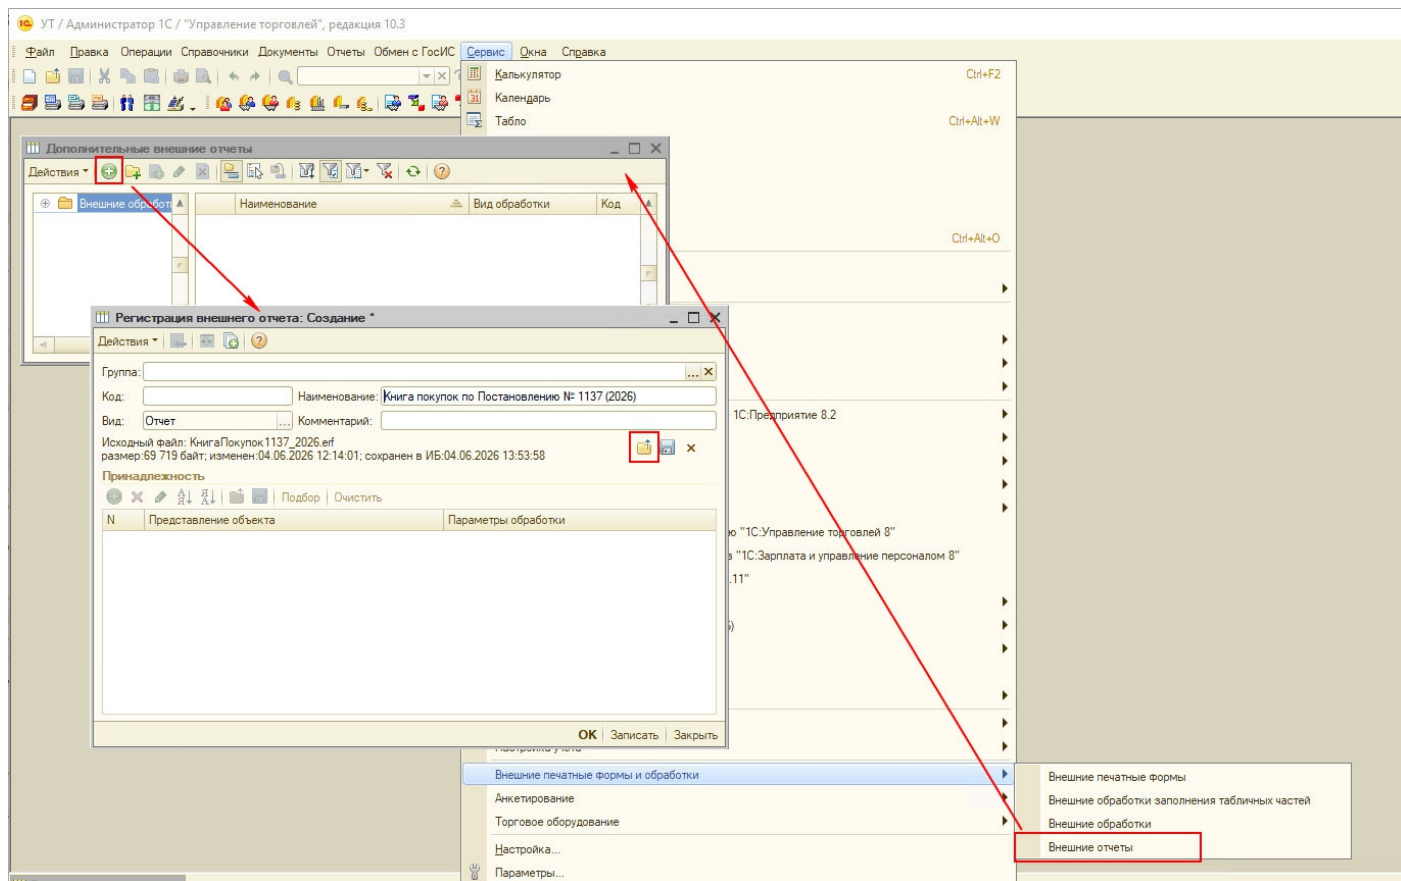 УТ / Администратор 1С / "Управление торговлей", редакция 10.3
Файл Правка Операции Справочники Документы Отчеты Обмен с ГосИС Сервис Окна Справка
Калькулятор Ctrl+F2
Календарь
Табло Ctrl+Alt+W
Ctrl+Alt+O
Дополнительные внешние отчеты
Действия
Внешние обработ
Наименование Вид обработки Код
Регистрация внешнего отчета: Создание *
Действия
Группа:
Код: Наименование: Книга покупок по Постановлению № 1137 (2026)
Вид: Отчет Комментарий:
Исходный файл: КнигаПокупок1137_2026.erf
размер:69 719 байт; изменен:04.06.2026 12:14:01; сохранен в ИБ:04.06.2026 13:53:58
Принадлежность
Подбор Очистить
N Представление объекта Параметры обработки
OK Записать Закрыть
1С:Предприятие 8.2
"1С:Управление торговлей 8"
"1С:Зарплата и управление персоналом 8"
.11"
Внешние печатные формы и обработки
Анкетирование
Торговое оборудование
Настройка...
Параметры...
Внешние печатные формы
Внешние обработки заполнения табличных частей
Внешние обработки
Внешние отчеты